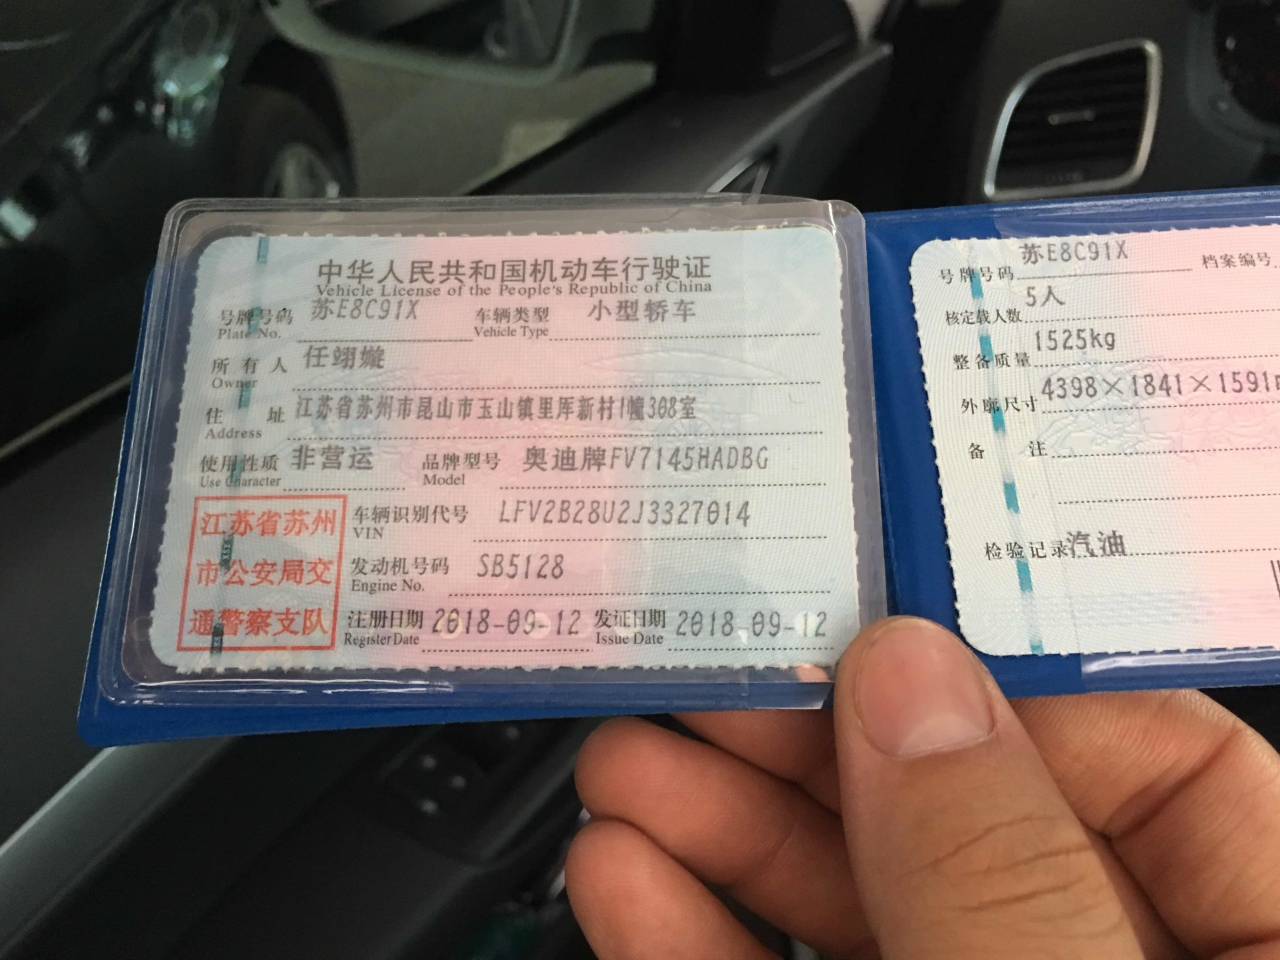 中华人民共和国机动车行驶证
Vehicle License of the People's Republic of China
号牌号码 苏E8C91X 车辆类型 小型轿车
Plate No. Vehicle Type
所有人 任翊嫙
Owner
住址 江苏省苏州市昆山市玉山镇里厍新村1幢308室
Address
使用性质 非营运 品牌型号 奥迪牌FV7145HADBG
Use Character Model
江苏省苏州
市公安局交
通警察支队
车辆识别代号 LFV2B28U2J3327014
VIN
发动机号码 SB5128
Engine No.
注册日期 2018-09-12 发证日期 2018-09-12
Register Date Issue Date
号牌号码 苏E8C91X 档案编号
核定载人数 5人
整备质量 1525kg
外廓尺寸 4398×1841×1591
备注
检验记录 汽油